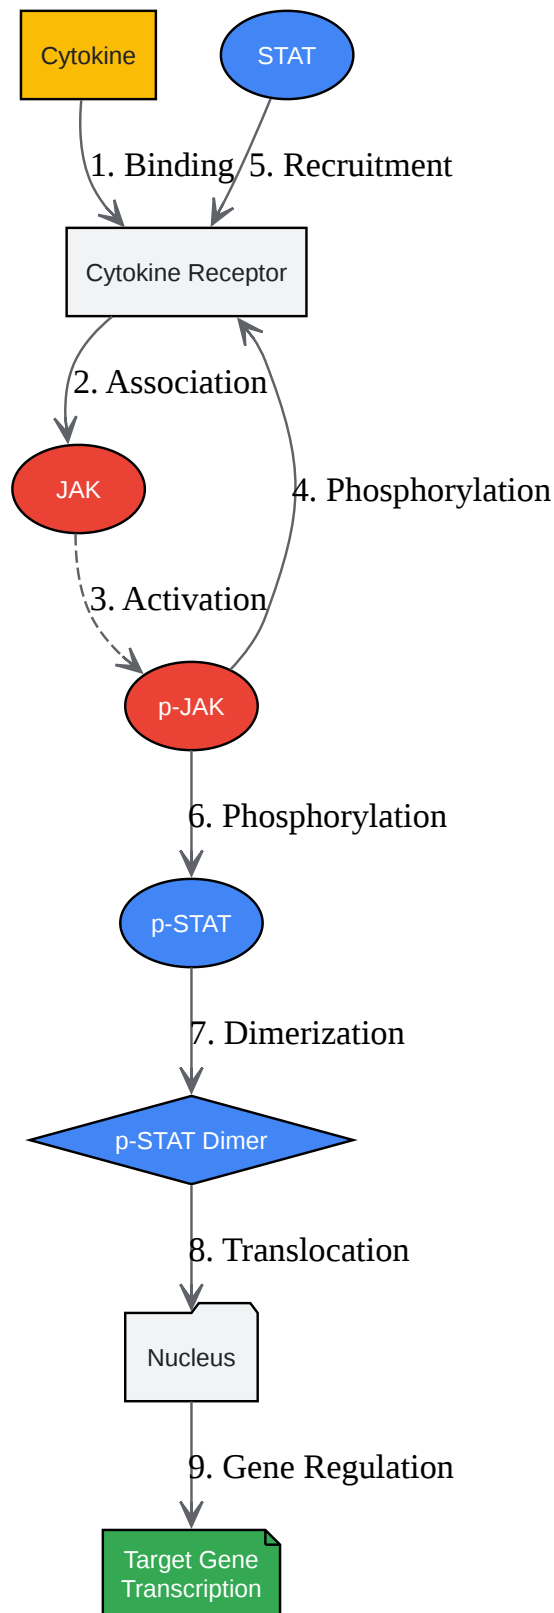 Cytokine
STAT
1. Binding
5. Recruitment
Cytokine Receptor
2. Association
JAK
4. Phosphorylation
3. Activation
p-JAK
6. Phosphorylation
p-STAT
7. Dimerization
p-STAT Dimer
8. Translocation
Nucleus
9. Gene Regulation
Target Gene
Transcription